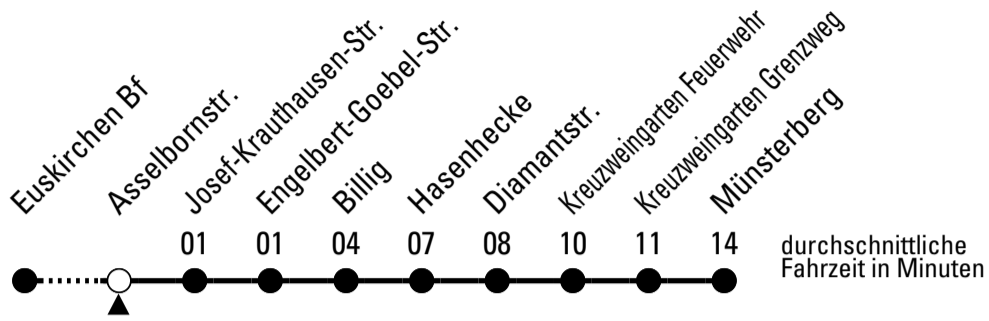 Euskirchen Bf
Asselbornstr.
Josef-Krauthausen-Str.
Engelbert-Goebel-Str.
Billig
Hasenhecke
Diamantstr.
Kreuzweingarten Feuerwehr
Kreuzweingarten Grenzweg
Münsterberg
01 01 04 07 08 10 11 14
durchschnittliche
Fahrzeit in Minuten